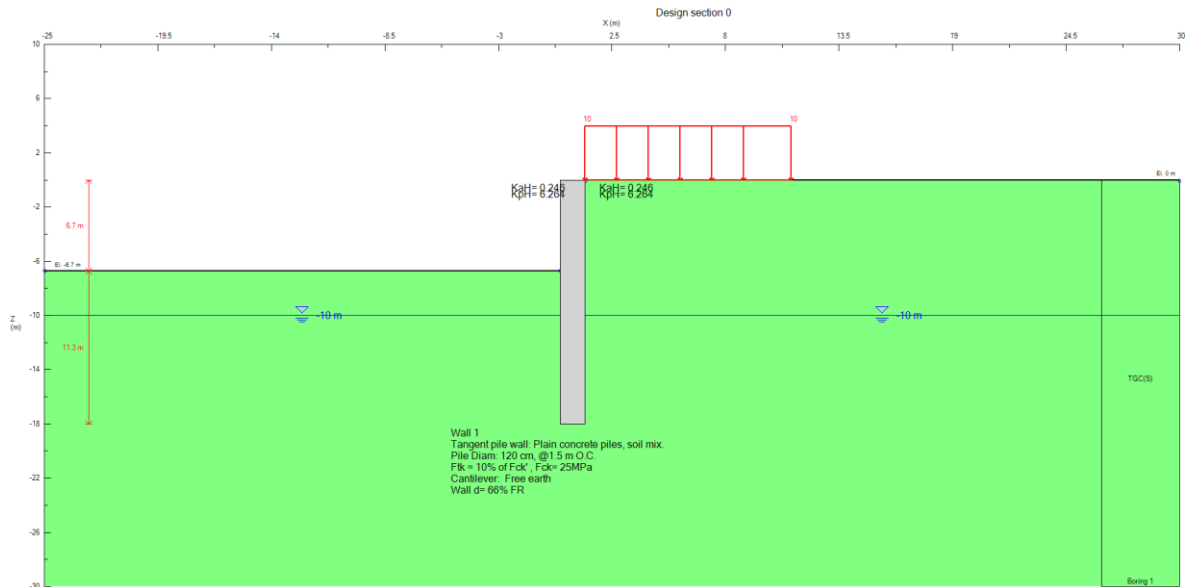 Design section 0
X (m)
-25 -19.5 -14 -8.5 -3 2.5 8 13.5 19 24.5 30
10
6
2
-2
-6
-10
-14
-18
-22
-26
-30
Z
(m)
10 10
KaH= 0.246 KaH= 0.246
KpH= 6.264 KpH= 6.264
El. 0 m
6.7 m
El. -6.7 m
-10 m -10 m
11.3 m
TGC(S)
Wall 1
Tangent pile wall: Plain concrete piles, soil mix.
Pile Diam: 120 cm, @1.5 m O.C.
Ftk = 10% of Fck' , Fck= 25MPa
Cantilever: Free earth
Wall d= 66% FR
Boring 1